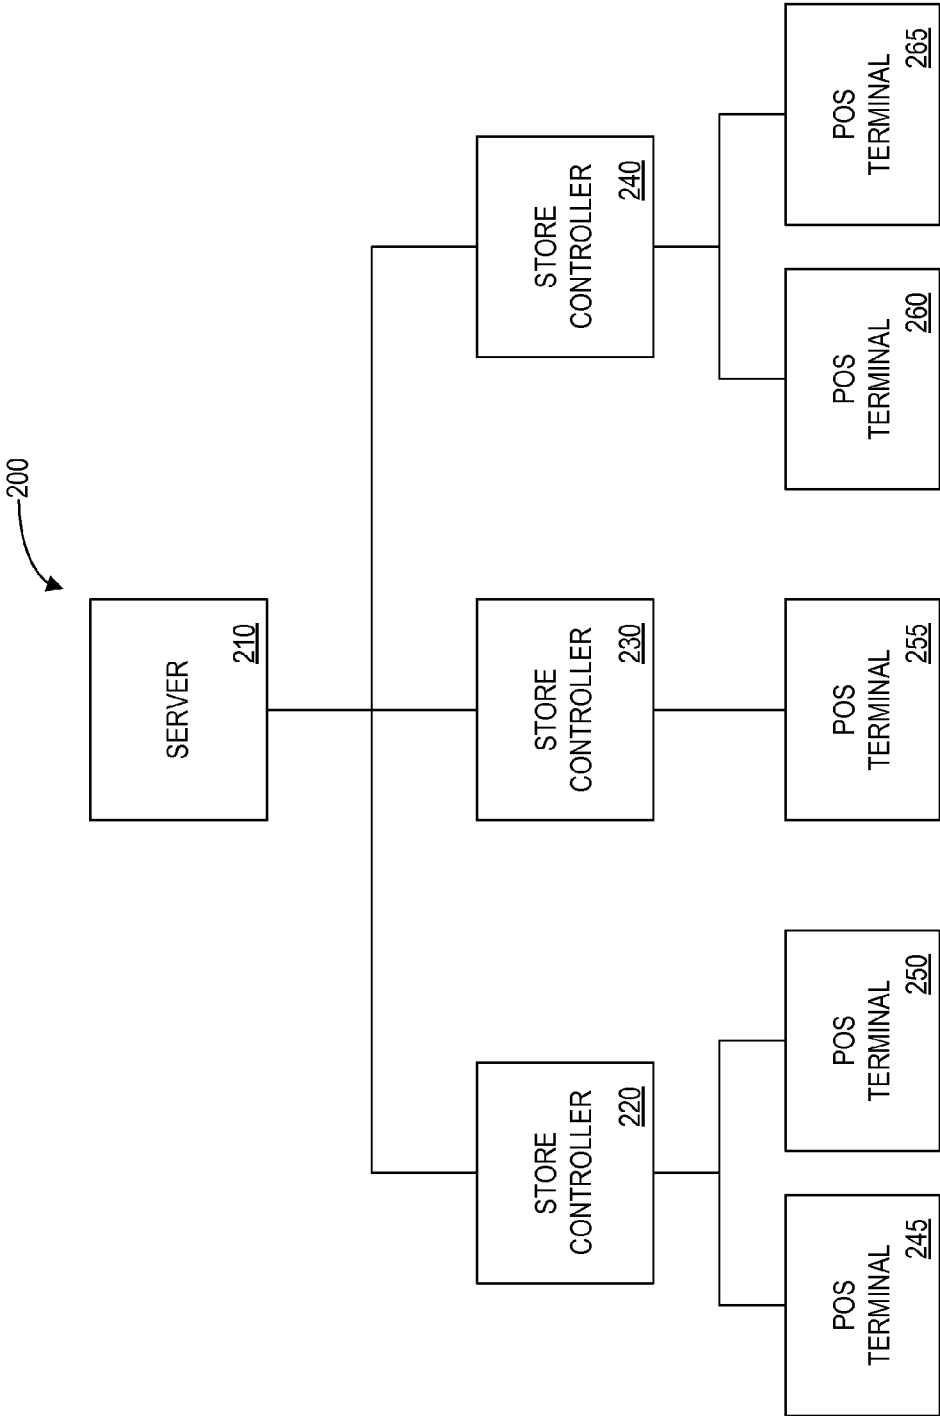 200
SERVER
210
STORE
CONTROLLER
220
STORE
CONTROLLER
230
STORE
CONTROLLER
240
POS
TERMINAL
245
POS
TERMINAL
250
POS
TERMINAL
255
POS
TERMINAL
260
POS
TERMINAL
265